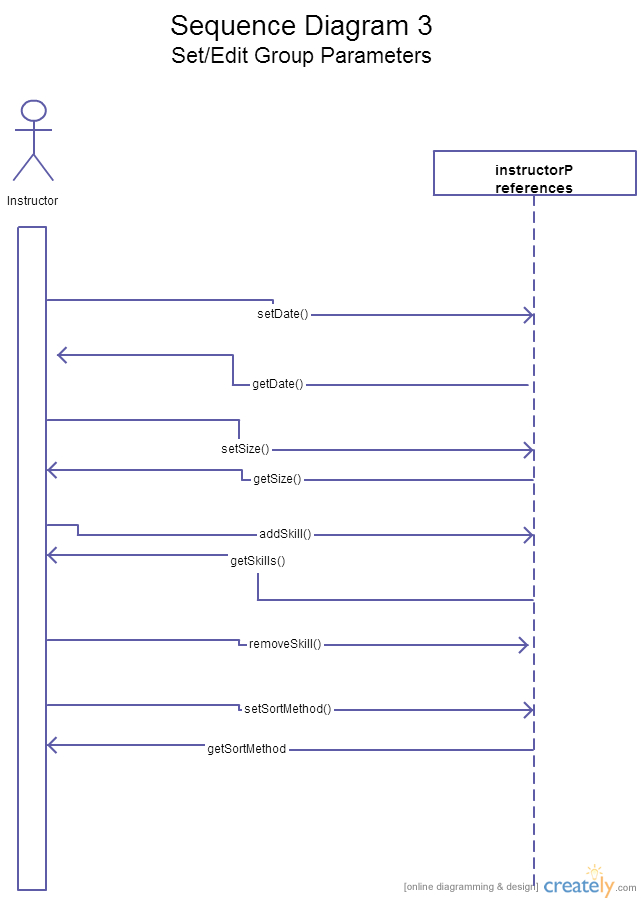 Sequence Diagram 3
Set/Edit Group Parameters
Instructor
instructorP
references
setDate()
getDate()
setSize()
getSize()
addSkill()
getSkills()
removeSkill()
setSortMethod()
getSortMethod
[online diagramming & design] creately.com